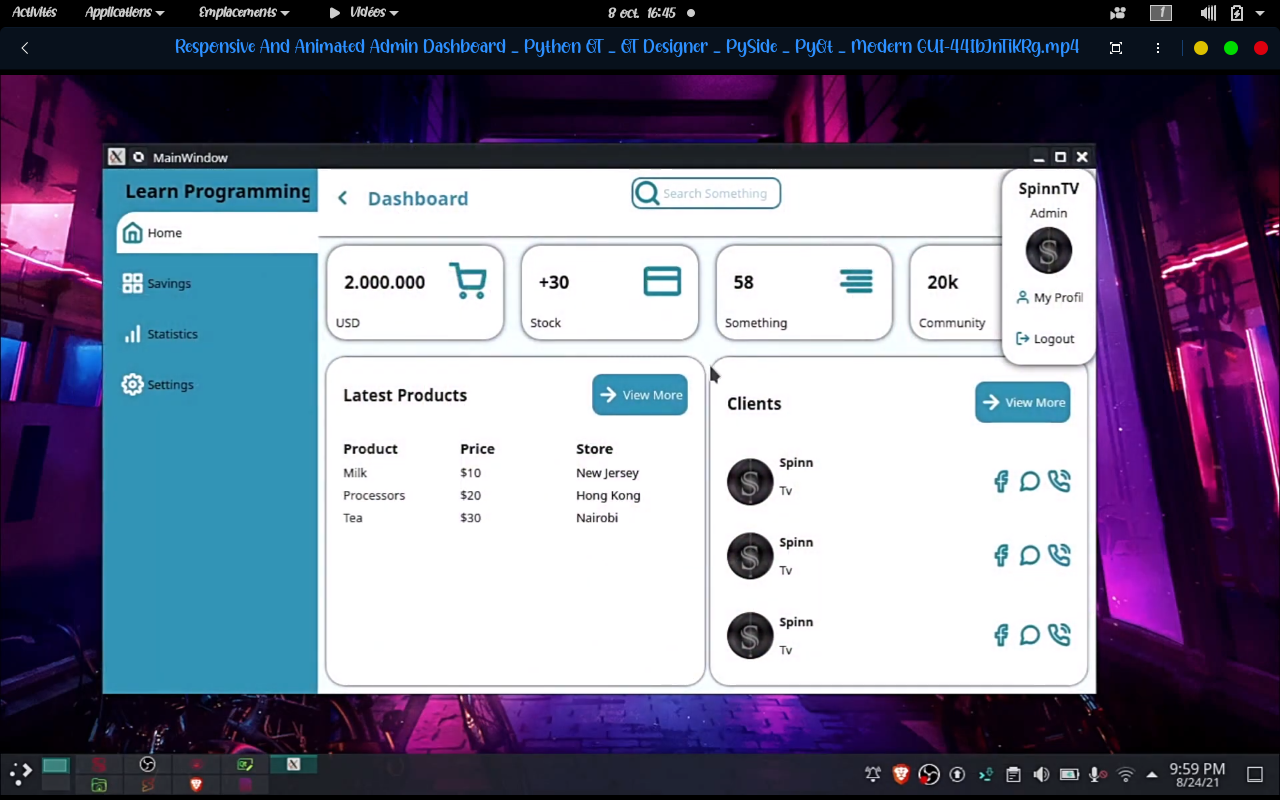 Activités Applications Emplacements Vidéos 8 oct. 16:45 1
Responsive And Animated Admin Dashboard _ Python QT _ QT Designer _ PySide _ PyQt _ Modern GUI-44IbJnTiKRg.mp4
MainWindow
Learn Programming
Home
Savings
Statistics
Settings
Dashboard
Search Something
SpinnTV
Admin
My Profil
Logout
2.000.000
USD
+30
Stock
58
Something
20k
Community
Latest Products
View More
Product Price Store
Milk $10 New Jersey
Processors $20 Hong Kong
Tea $30 Nairobi
Clients
View More
Spinn
Tv
Spinn
Tv
Spinn
Tv
9:59 PM
8/24/21